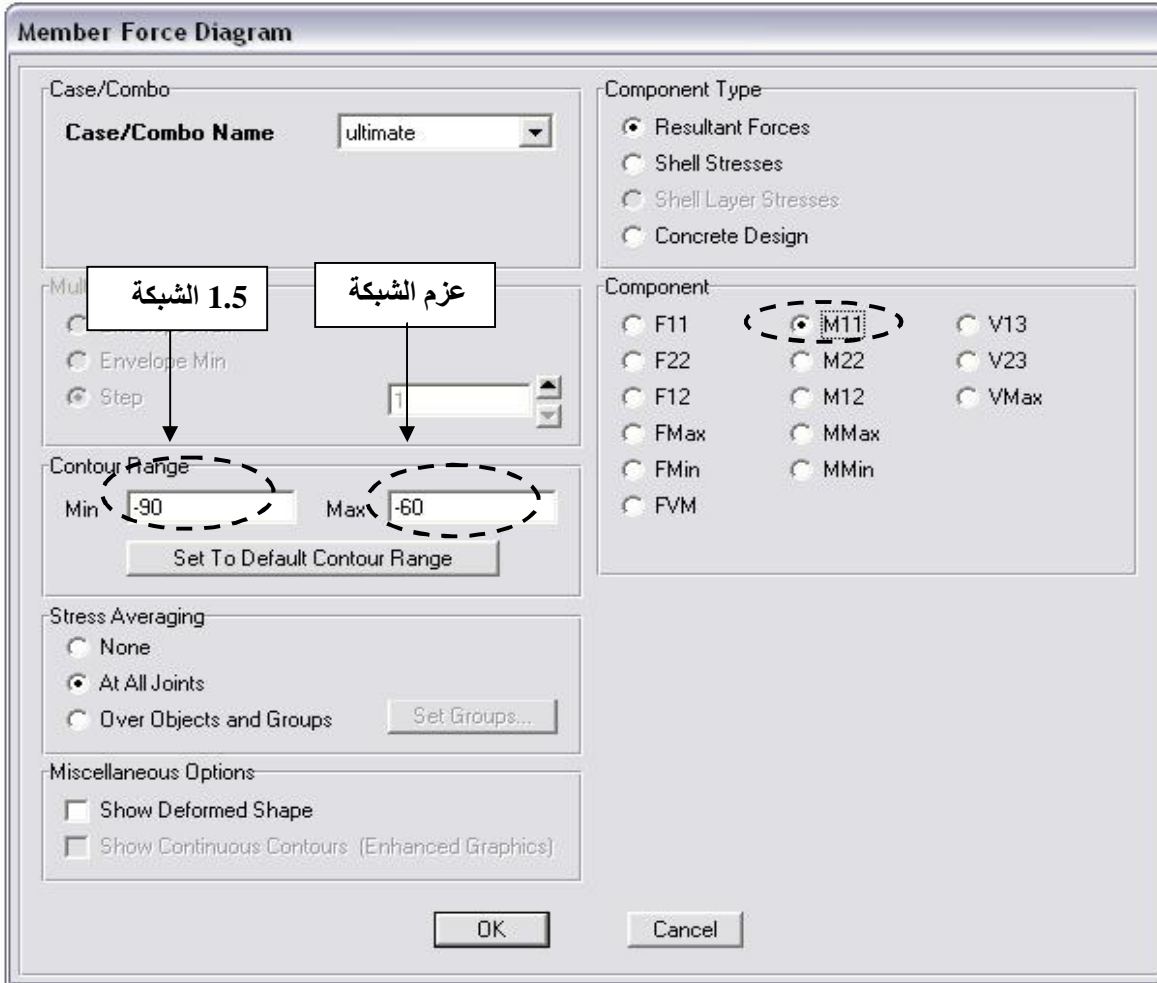 Member Force Diagram
Case/Combo
Case/Combo Name
ultimate
Component Type
Resultant Forces
Shell Stresses
Shell Layer Stresses
Concrete Design
1.5 الشبكة
عزم الشبكة
Envelope Min
Step
1
Component
F11
M11
V13
F22
M22
V23
F12
M12
VMax
FMax
MMax
FMin
MMin
FVM
Contour Range
Min
-90
Max
-60
Set To Default Contour Range
Stress Averaging
None
At All Joints
Over Objects and Groups
Set Groups...
Miscellaneous Options
Show Deformed Shape
Show Continuous Contours (Enhanced Graphics)
OK
Cancel